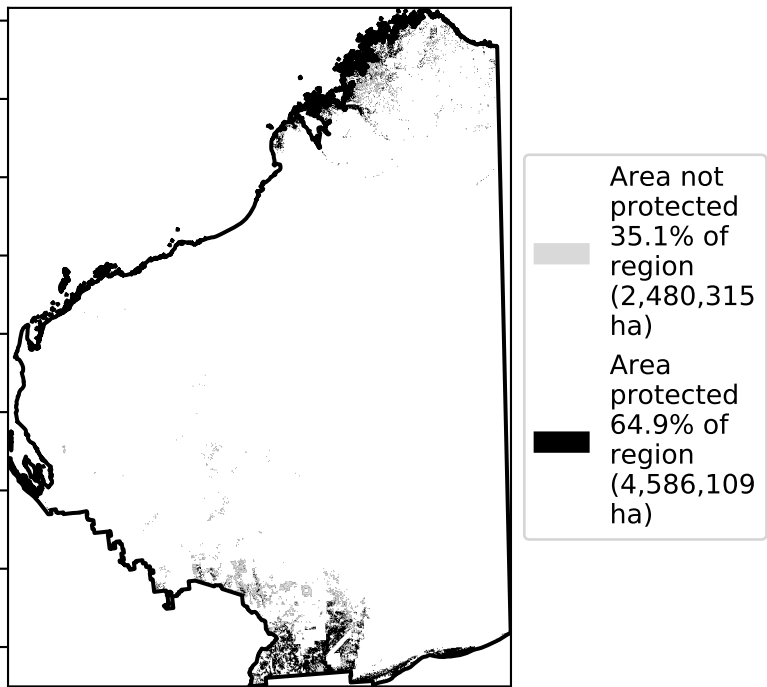 Area not
protected
35.1% of
region
(2,480,315
ha)
Area
protected
64.9% of
region
(4,586,109
ha)